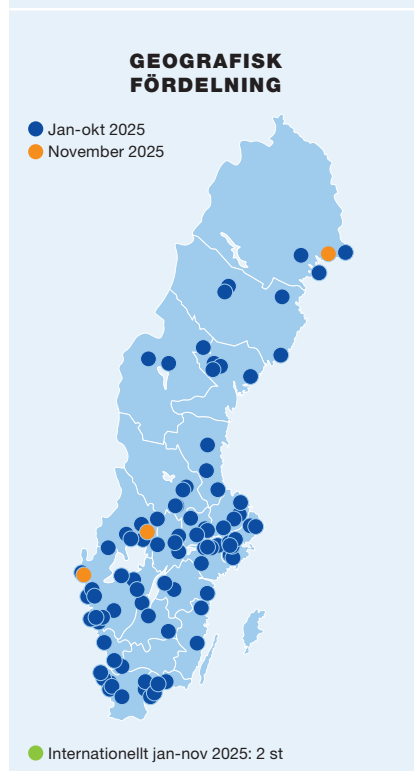 GEOGRAFISK
FÖRDELNING
Jan-okt 2025
November 2025
Internationellt jan-nov 2025: 2 st